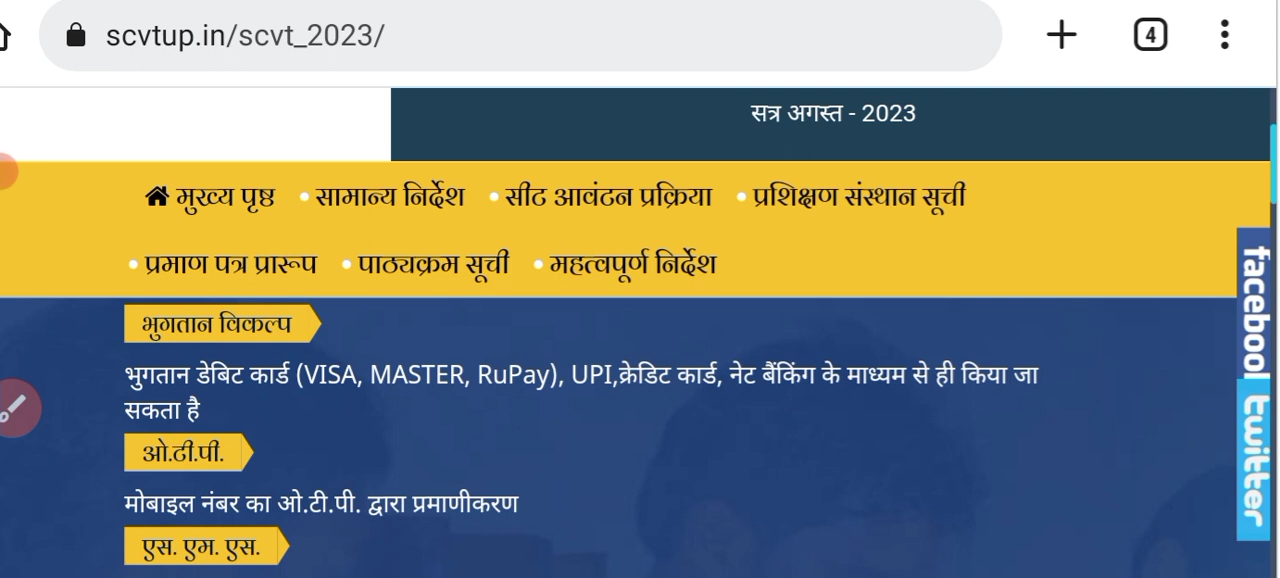 scvtup.in/scvt_2023/
4
सत्र अगस्त - 2023
मुख्य पृष्ठ • सामान्य निर्देश • सीट आवंटन प्रक्रिया • प्रशिक्षण संस्थान सूची
• प्रमाण पत्र प्रारूप • पाठ्यक्रम सूची • महत्वपूर्ण निर्देश
भुगतान विकल्प
भुगतान डेबिट कार्ड (VISA, MASTER, RuPay), UPI,क्रेडिट कार्ड, नेट बैंकिंग के माध्यम से ही किया जा
सकता है
ओ.टी.पी.
मोबाइल नंबर का ओ.टी.पी. द्वारा प्रमाणीकरण
एस. एम. एस.
facebool
twitter